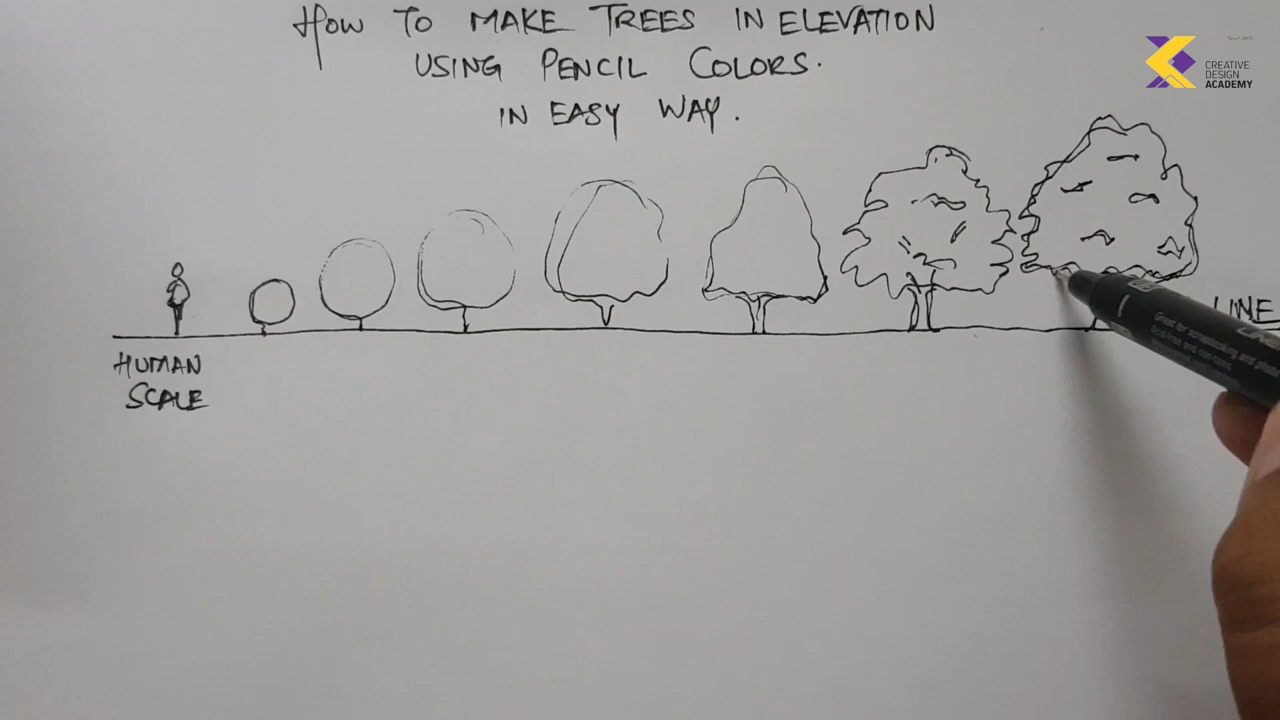 HOW TO MAKE TREES IN ELEVATION
USING PENCIL COLORS.
IN EASY WAY.
CREATIVE
DESIGN
ACADEMY
LINE
HUMAN
SCALE